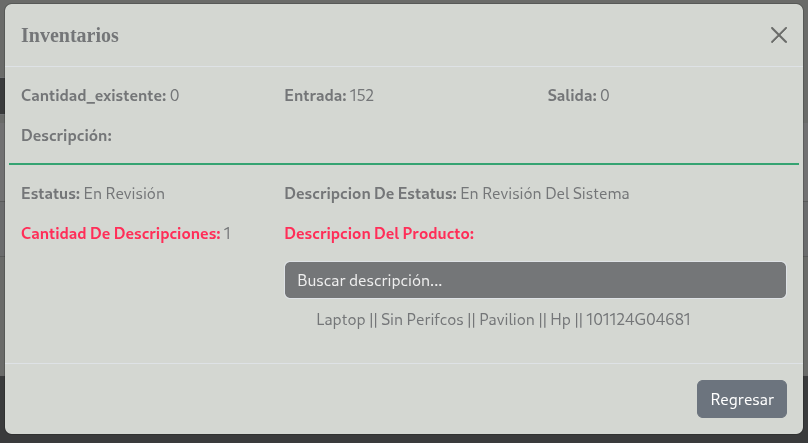 Inventarios
Cantidad_existente: 0 Entrada: 152 Salida: 0
Descripción:
Estatus: En Revisión Descripcion De Estatus: En Revisión Del Sistema
Cantidad De Descripciones: 1 Descripcion Del Producto:
Buscar descripción...
Laptop || Sin Perifcos || Pavilion || Hp || 101124G04681
Regresar